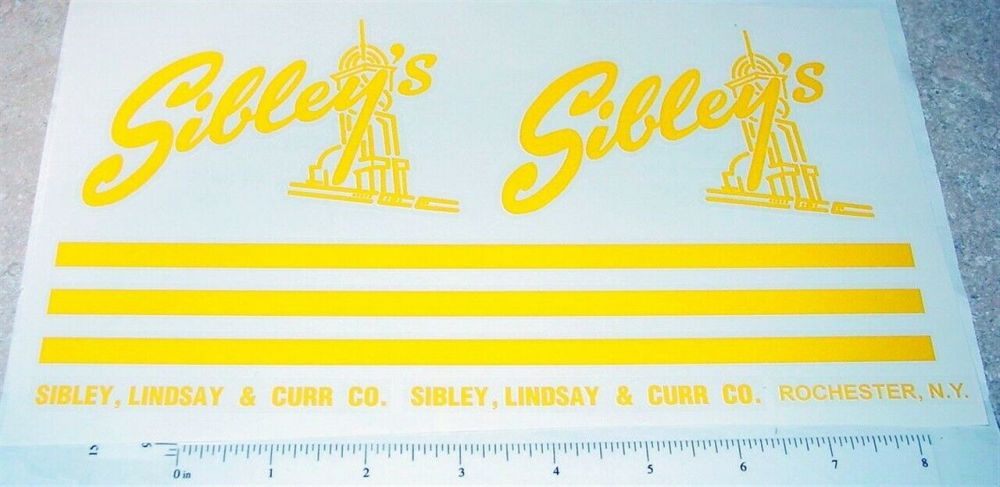 Sibley's Sibley's
SIBLEY, LINDSAY & CURR CO. SIBLEY, LINDSAY & CURR CO. ROCHESTER, N.Y.
0 in 1 2 3 4 5 6 7 8